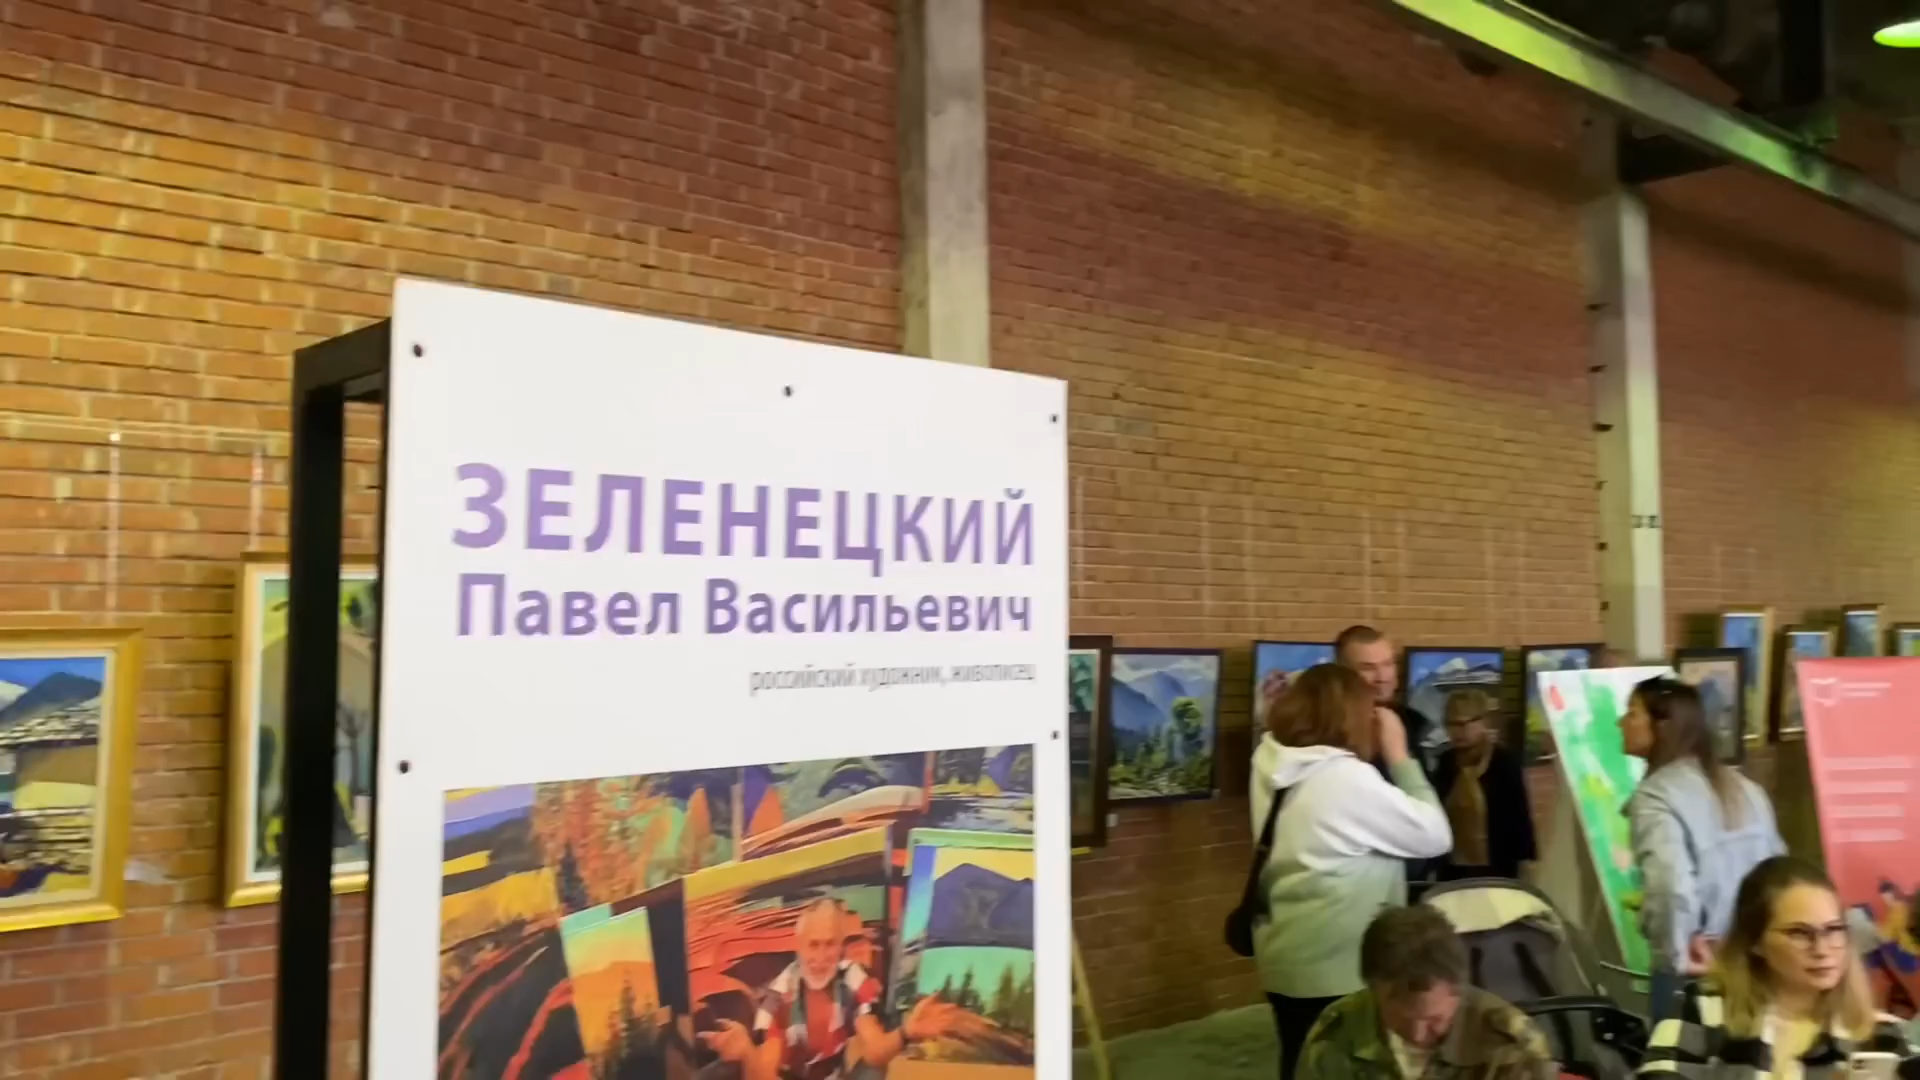 ЗЕЛЕНЕЦКИЙ
Павел Васильевич
российский художник, живописец